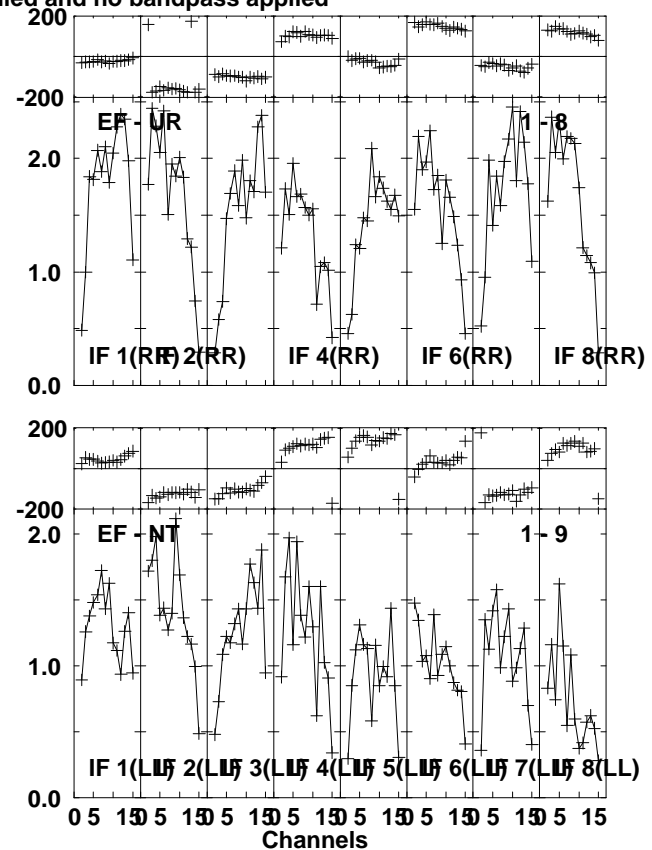 lied and no bandpass applied
200
-200
EF - UR 1 - 8
2.0
1.0
IF 1(RR) IF 2(RR) IF 4(RR) IF 6(RR) IF 8(RR)
0.0
200
-200
EF - NT 1 - 9
2.0
1.0
IF 1(LL) IF 2(LL) IF 3(LL) IF 4(LL) IF 5(LL) IF 6(LL) IF 7(LL) IF 8(LL)
0.0
0 5 15 0 5 15 0 5 15 0 5 15 0 5 15 0 5 15 0 5 15 0 5 15
Channels